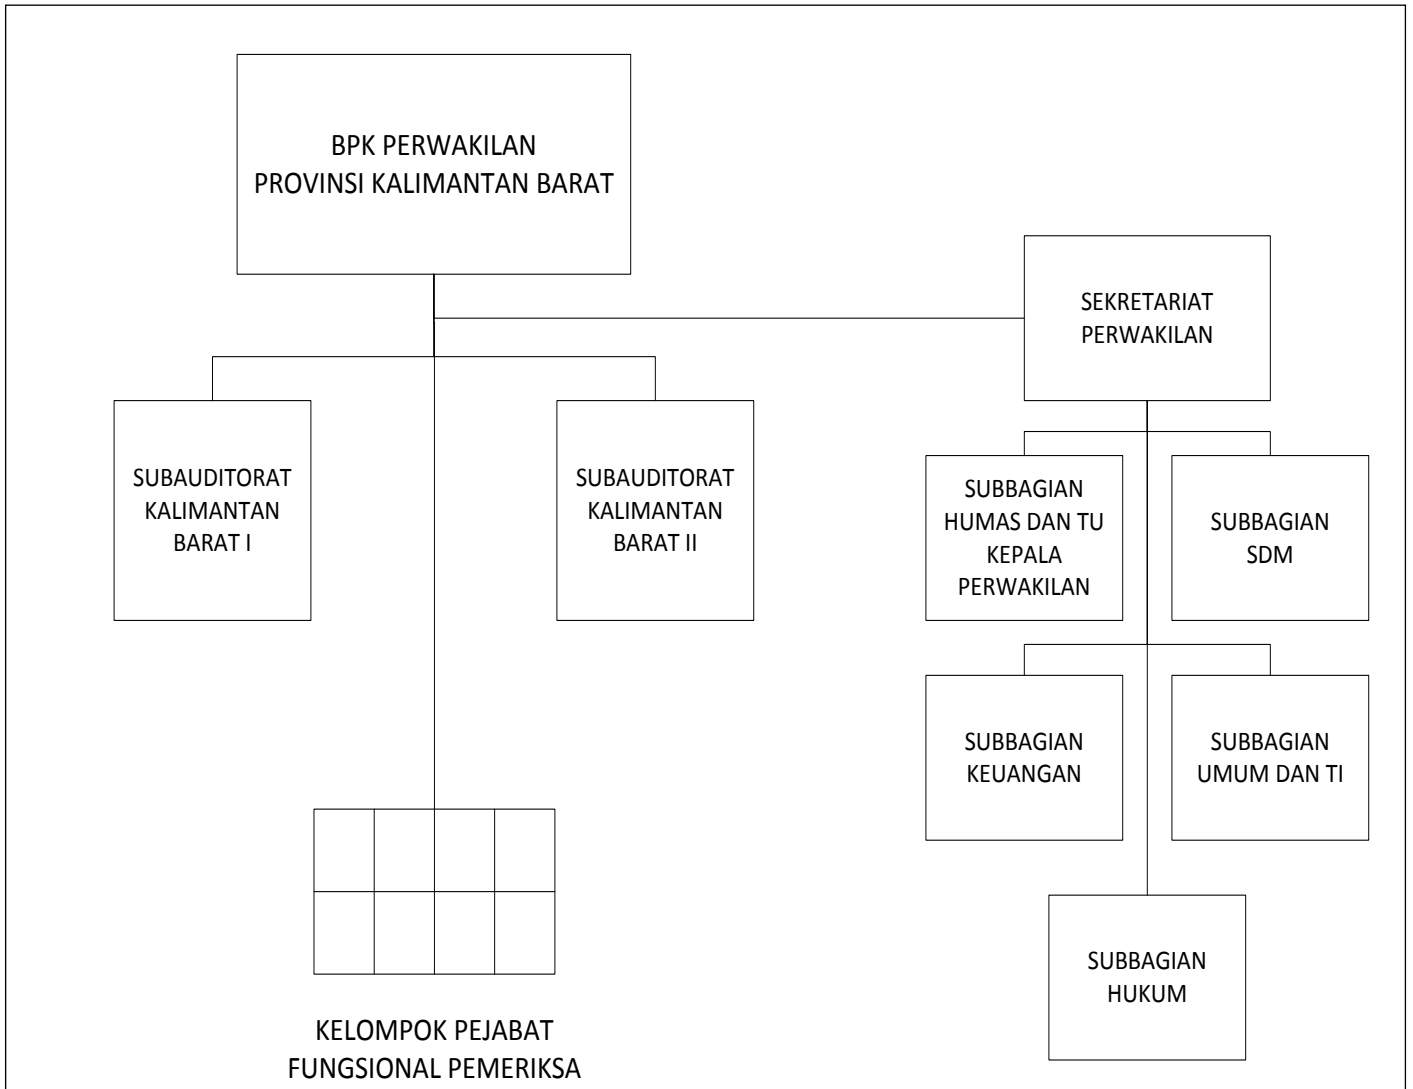 BPK PERWAKILAN
PROVINSI KALIMANTAN BARAT
SEKRETARIAT
PERWAKILAN
SUBAUDITORAT
KALIMANTAN
BARAT I
SUBAUDITORAT
KALIMANTAN
BARAT II
SUBBAGIAN
HUMAS DAN TU
KEPALA
PERWAKILAN
SUBBAGIAN
SDM
SUBBAGIAN
KEUANGAN
SUBBAGIAN
UMUM DAN TI
SUBBAGIAN
HUKUM
KELOMPOK PEJABAT
FUNGSIONAL PEMERIKSA